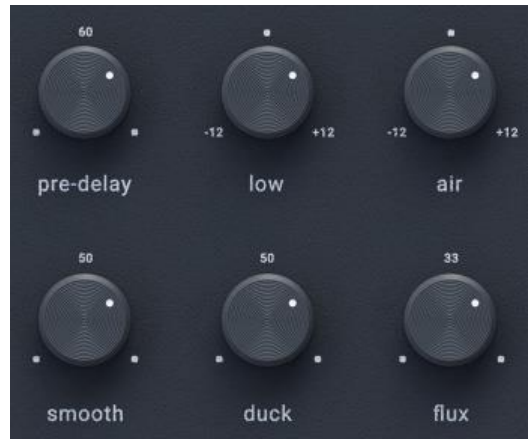 60
-12 +12 -12 +12
pre-delay low air
50 50 33
smooth duck flux